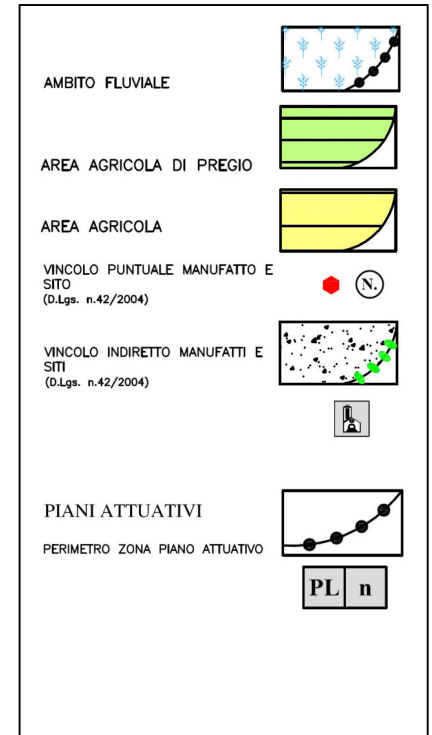 AMBITO FLUVIALE
AREA AGRICOLA DI PREGIO
AREA AGRICOLA
VINCOLO PUNTUALE MANUFATTO E
SITO
(D.Lgs. n.42/2004)
N.
VINCOLO INDIRETTO MANUFATTI E
SITI
(D.Lgs. n.42/2004)
PIANI ATTUATIVI
PERIMETRO ZONA PIANO ATTUATIVO
PL n